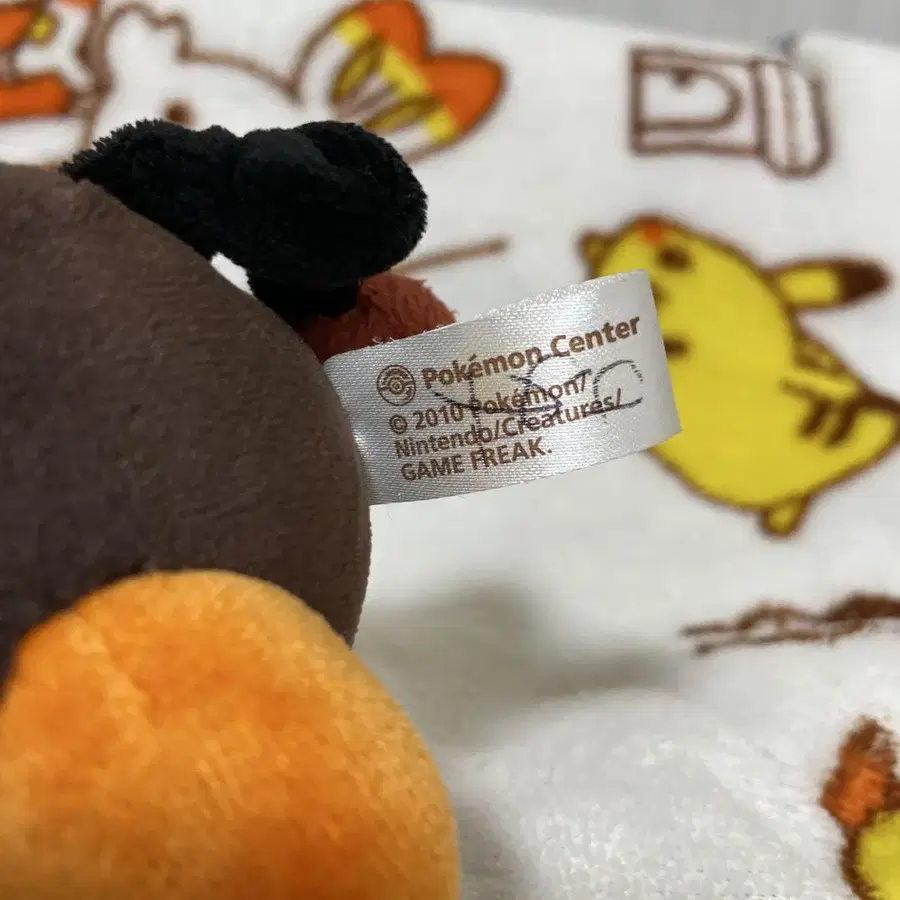 Pokémon Center
© 2010 Pokémon/
Nintendo/Creatures/
GAME FREAK.